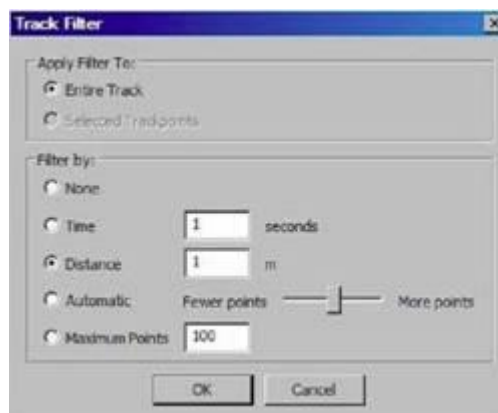 Track Filter
Apply Filter To:
Entire Track
Selected Trackpoints
Filter by:
None
Time 1 seconds
Distance 1 m
Automatic Fewer points More points
Maximum Points 100
OK Cancel